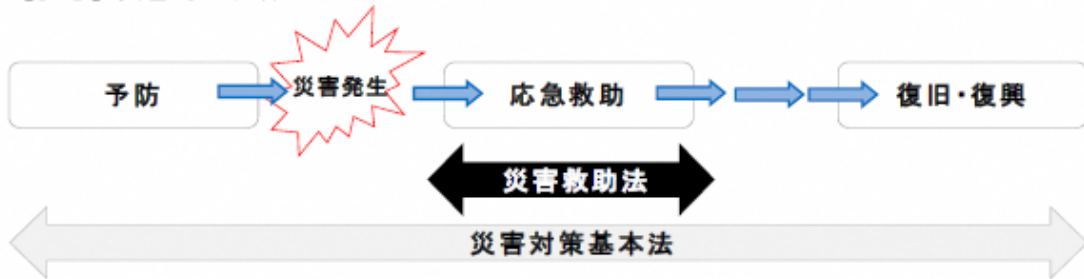 予防
災害発生
応急救助
復旧・復興
災害救助法
災害対策基本法